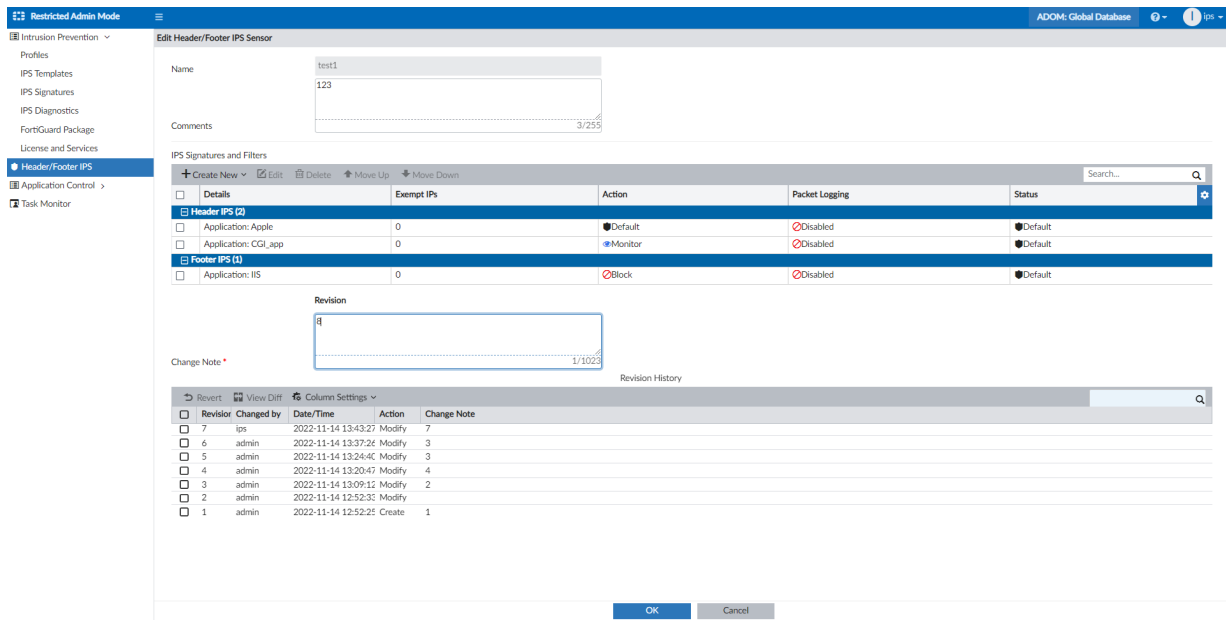 Restricted Admin Mode
ADOM: Global Database
ips
Intrusion Prevention
Profiles
IPS Templates
IPS Signatures
IPS Diagnostics
FortiGuard Package
License and Services
Header/Footer IPS
Application Control
Task Monitor
Edit Header/Footer IPS Sensor
Name
test1
123
3/255
Comments
IPS Signatures and Filters
Create New Edit Delete Move Up Move Down Search...
Details Exempt IPs Action Packet Logging Status
Header IPS (2)
Application: Apple 0 Default Disabled Default
Application: CGI_app 0 Monitor Disabled Default
Footer IPS (1)
Application: IIS 0 Block Disabled Default
Revision
8
1/1023
Change Note *
Revision History
Revert View Diff Column Settings
Revision Changed by Date/Time Action Change Note
7 ips 2022-11-14 13:43:27 Modify 7
6 admin 2022-11-14 13:37:26 Modify 3
5 admin 2022-11-14 13:24:40 Modify 3
4 admin 2022-11-14 13:20:47 Modify 4
3 admin 2022-11-14 13:09:12 Modify 2
2 admin 2022-11-14 12:52:33 Modify
1 admin 2022-11-14 12:52:25 Create 1
OK Cancel